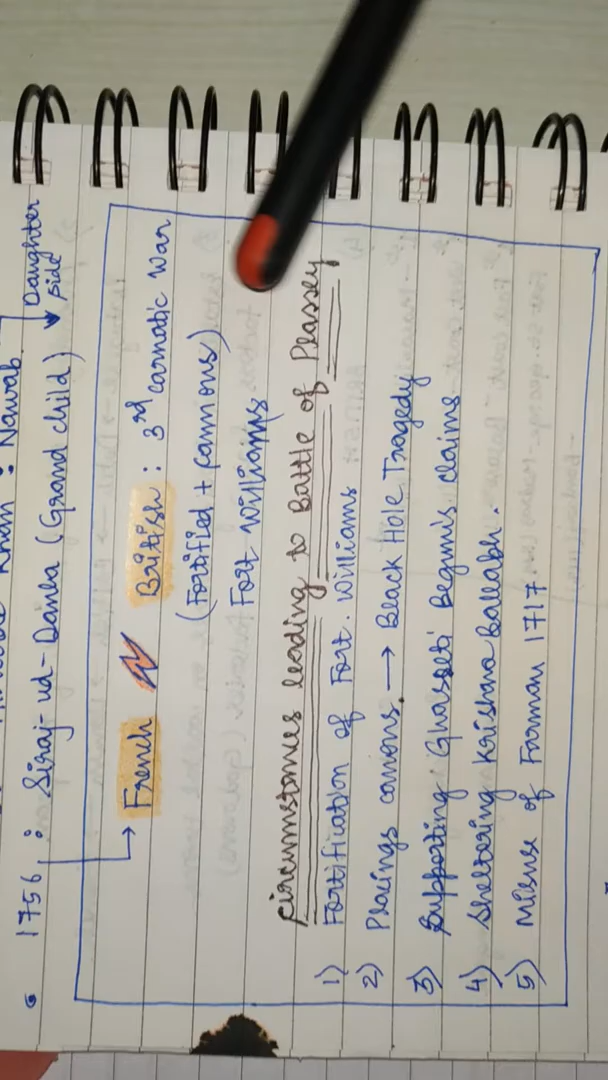 Khan : Nawab
1756 : Siraj-ud-Daula (Grand child) Daughter side
→ French British : 3rd carnatic war
(Fortified + cannons)
Fort Williams
circumstances leading to Battle of Plassey
1) Fortification of Fort. Williams
2) Placings canons. → Black Hole Tragedy
3) Supporting Ghasseti Begum's claims
4) Sheltering Krishna Ballabh.
5) Misuse of Farman 1717.